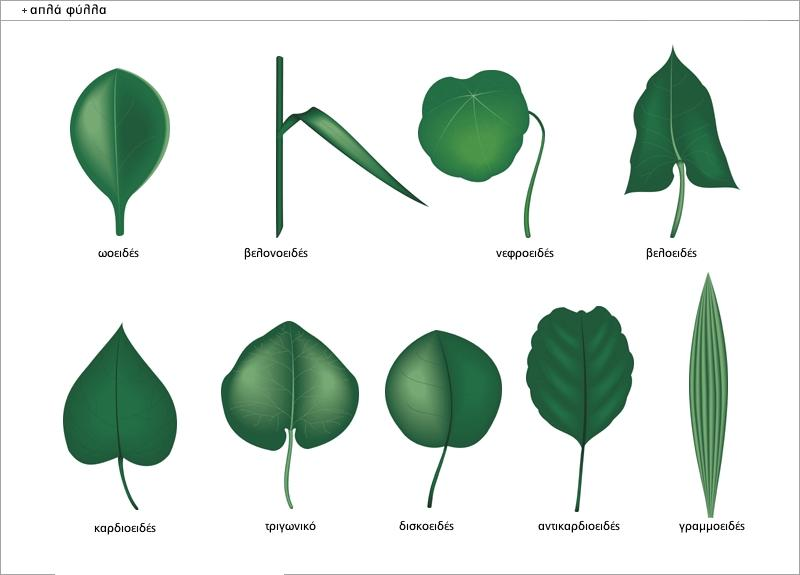 + απλά φύλλα
ωοειδές
βελονοειδές
νεφροειδές
βελοειδές
καρδιοειδές
τριγωνικό
δισκοειδές
αντικαρδιοειδές
γραμμοειδές